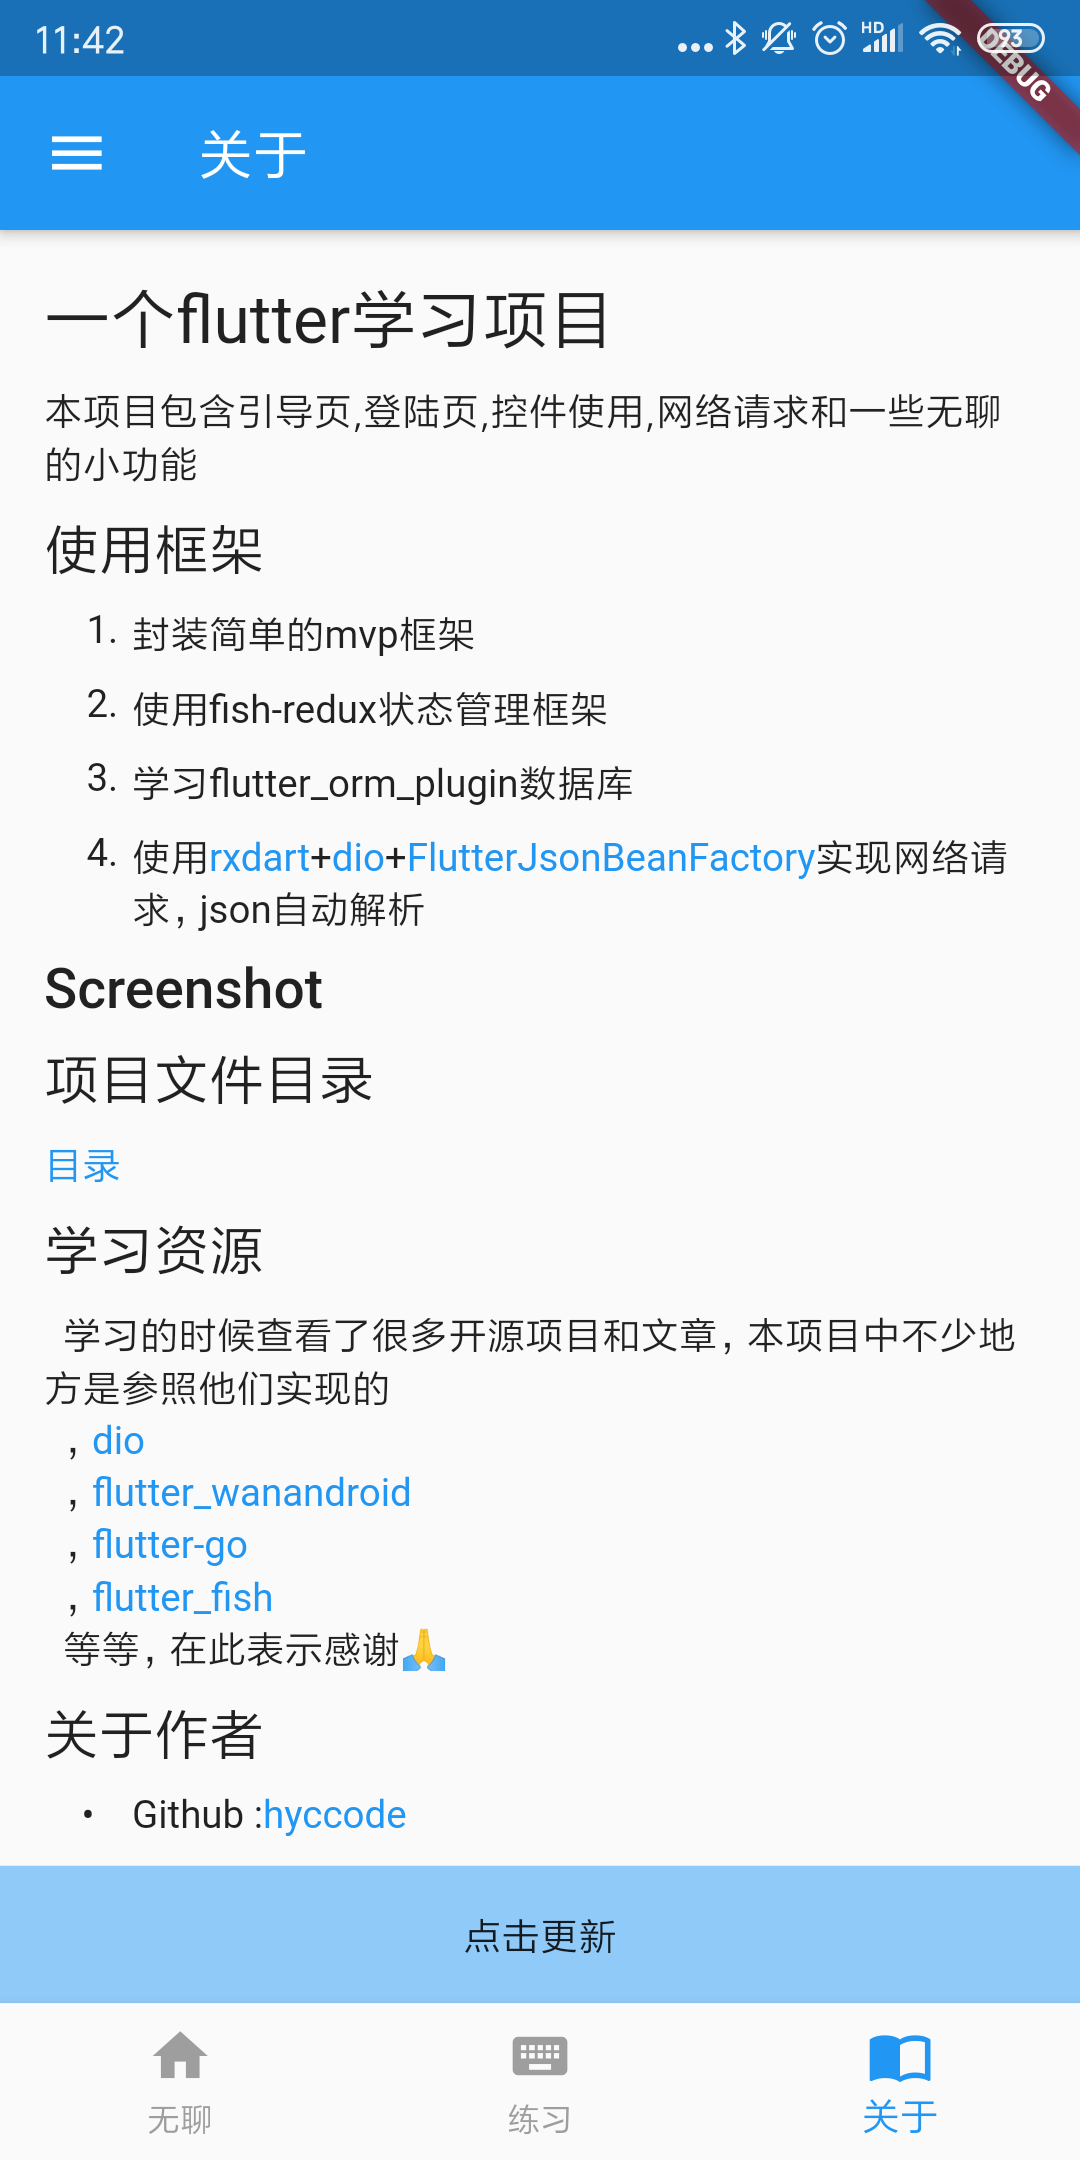 11:42
HD
93
DEBUG
关于
一个flutter学习项目
本项目包含引导页,登陆页,控件使用,网络请求和一些无聊
的小功能
使用框架
1. 封装简单的mvp框架
2. 使用fish-redux状态管理框架
3. 学习flutter_orm_plugin数据库
4. 使用rxdart+dio+FlutterJsonBeanFactory实现网络请
求，json自动解析
Screenshot
项目文件目录
目录
学习资源
学习的时候查看了很多开源项目和文章，本项目中不少地
方是参照他们实现的
，dio
，flutter_wanandroid
，flutter-go
，flutter_fish
等等，在此表示感谢🙏
关于作者
• Github :hyccode
点击更新
无聊
练习
关于